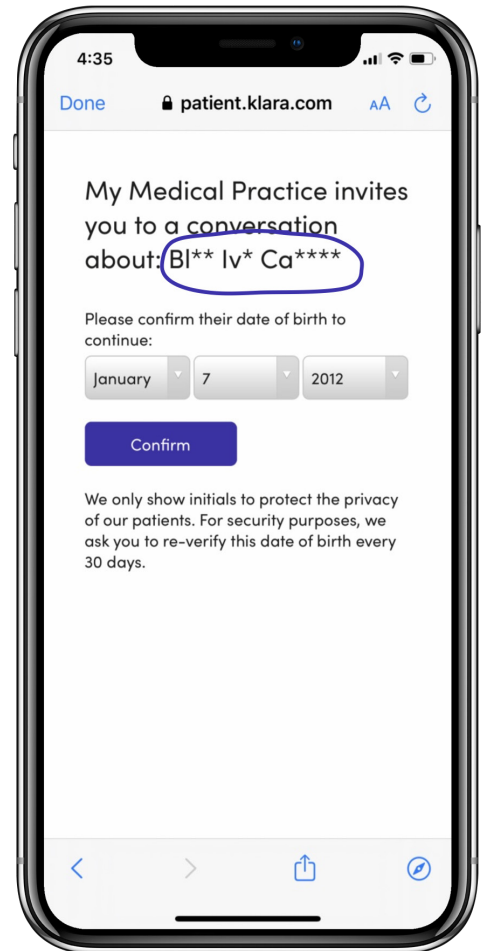 4:35
Done patient.klara.com AA
My Medical Practice invites
you to a conversation
about: Bl** Iv* Ca****
Please confirm their date of birth to
continue:
January 7 2012
Confirm
We only show initials to protect the privacy
of our patients. For security purposes, we
ask you to re-verify this date of birth every
30 days.